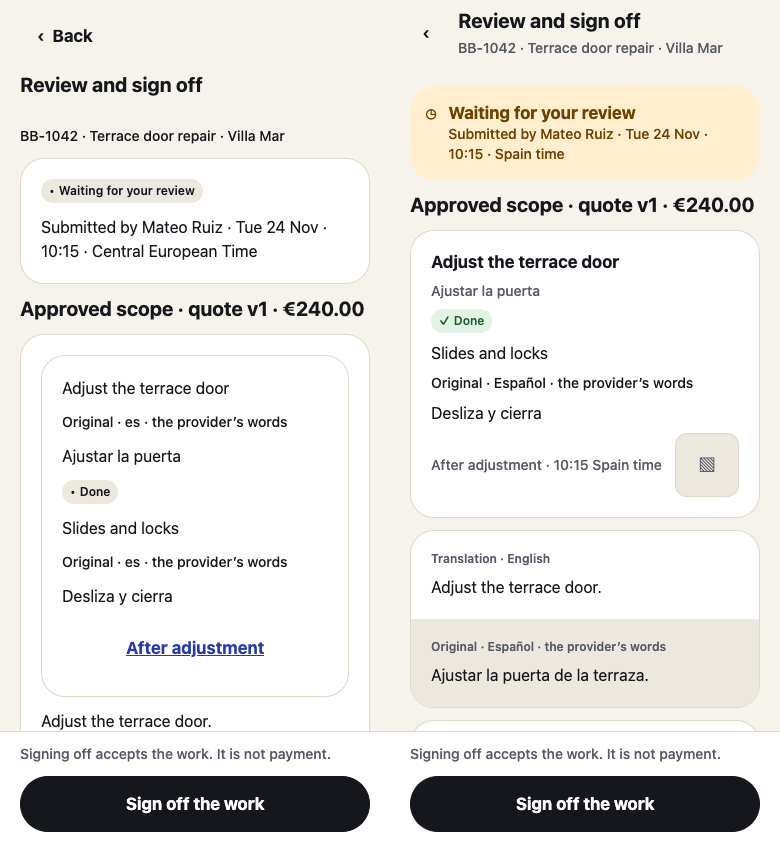 ‹ Back
Review and sign off
BB-1042 · Terrace door repair · Villa Mar
• Waiting for your review
Submitted by Mateo Ruiz · Tue 24 Nov ·
10:15 · Central European Time
Approved scope · quote v1 · €240.00
Adjust the terrace door
Original · es · the provider’s words
Ajustar la puerta
• Done
Slides and locks
Original · es · the provider’s words
Desliza y cierra
After adjustment
Adjust the terrace door.
Signing off accepts the work. It is not payment.
Sign off the work
‹
Review and sign off
BB-1042 · Terrace door repair · Villa Mar
◷ Waiting for your review
Submitted by Mateo Ruiz · Tue 24 Nov ·
10:15 · Spain time
Approved scope · quote v1 · €240.00
Adjust the terrace door
Ajustar la puerta
✓ Done
Slides and locks
Original · Español · the provider’s words
Desliza y cierra
After adjustment · 10:15 Spain time
Translation · English
Adjust the terrace door.
Original · Español · the provider’s words
Ajustar la puerta de la terraza.
Signing off accepts the work. It is not payment.
Sign off the work